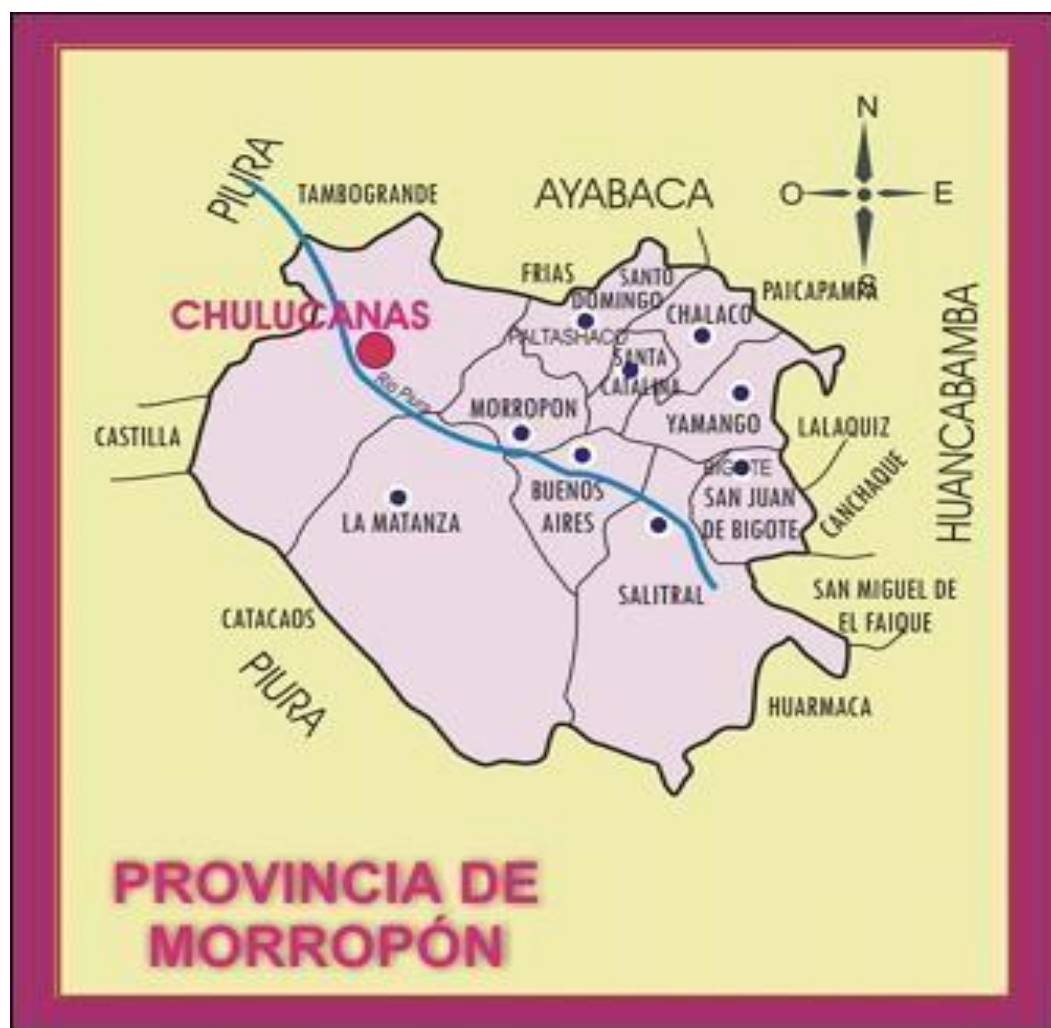 N
PIURA
TAMBOGRANDE
AYABACA
O
E
FRIAS
SANTO
DOMINGO
S
PAICAPAMPA
CHULUCANAS
CHALACO
PALTASHACO
SANTA
CATALINA
HUANCABAMBA
Rio Piura
MORROPON
YAMANGO
LALAQUIZ
CASTILLA
BIGOTE
CANCHAQUE
BUENOS
AIRES
SAN JUAN
DE BIGOTE
LA MATANZA
SALITRAL
SAN MIGUEL DE
EL FAIQUE
CATACAOS
PIURA
HUARMACA
PROVINCIA DE
MORROPÓN